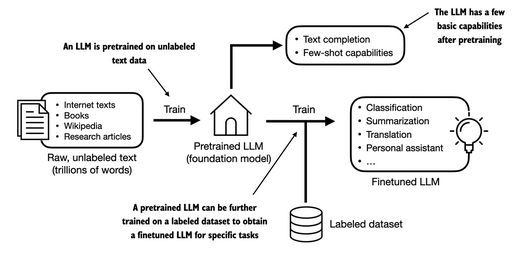 The LLM has a few
basic capabilities
after pretraining
An LLM is pretrained on unlabeled
text data
• Text completion
• Few-shot capabilities
• Internet texts
• Books
• Wikipedia
• Research articles
Raw, unlabeled text
(trillions of words)
Train
Pretrained LLM
(foundation model)
Train
• Classification
• Summarization
• Translation
• Personal assistant
• ...
Finetuned LLM
A pretrained LLM can be further
trained on a labeled dataset to obtain
a finetuned LLM for specific tasks
Labeled dataset